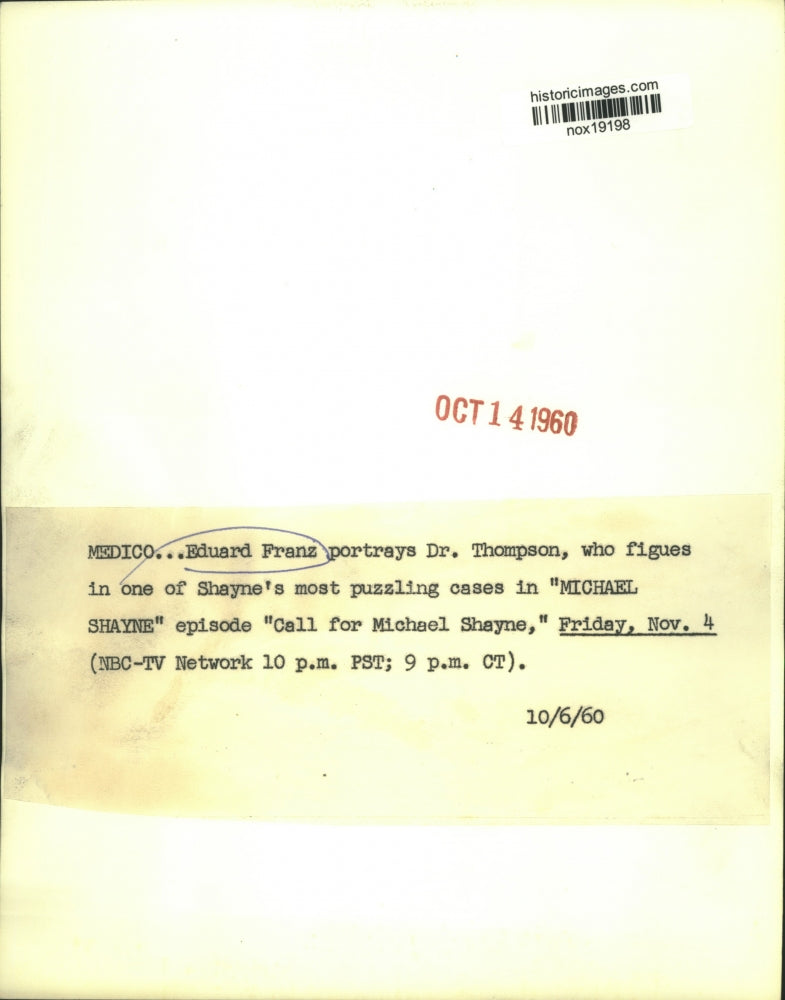 historicimages.com
nox19198
OCT 14 1960
MEDICO...Eduard Franz portrays Dr. Thompson, who figues
in one of Shayne's most puzzling cases in "MICHAEL
SHAYNE" episode "Call for Michael Shayne," Friday, Nov. 4
(NBC-TV Network 10 p.m. PST; 9 p.m. CT).
10/6/60